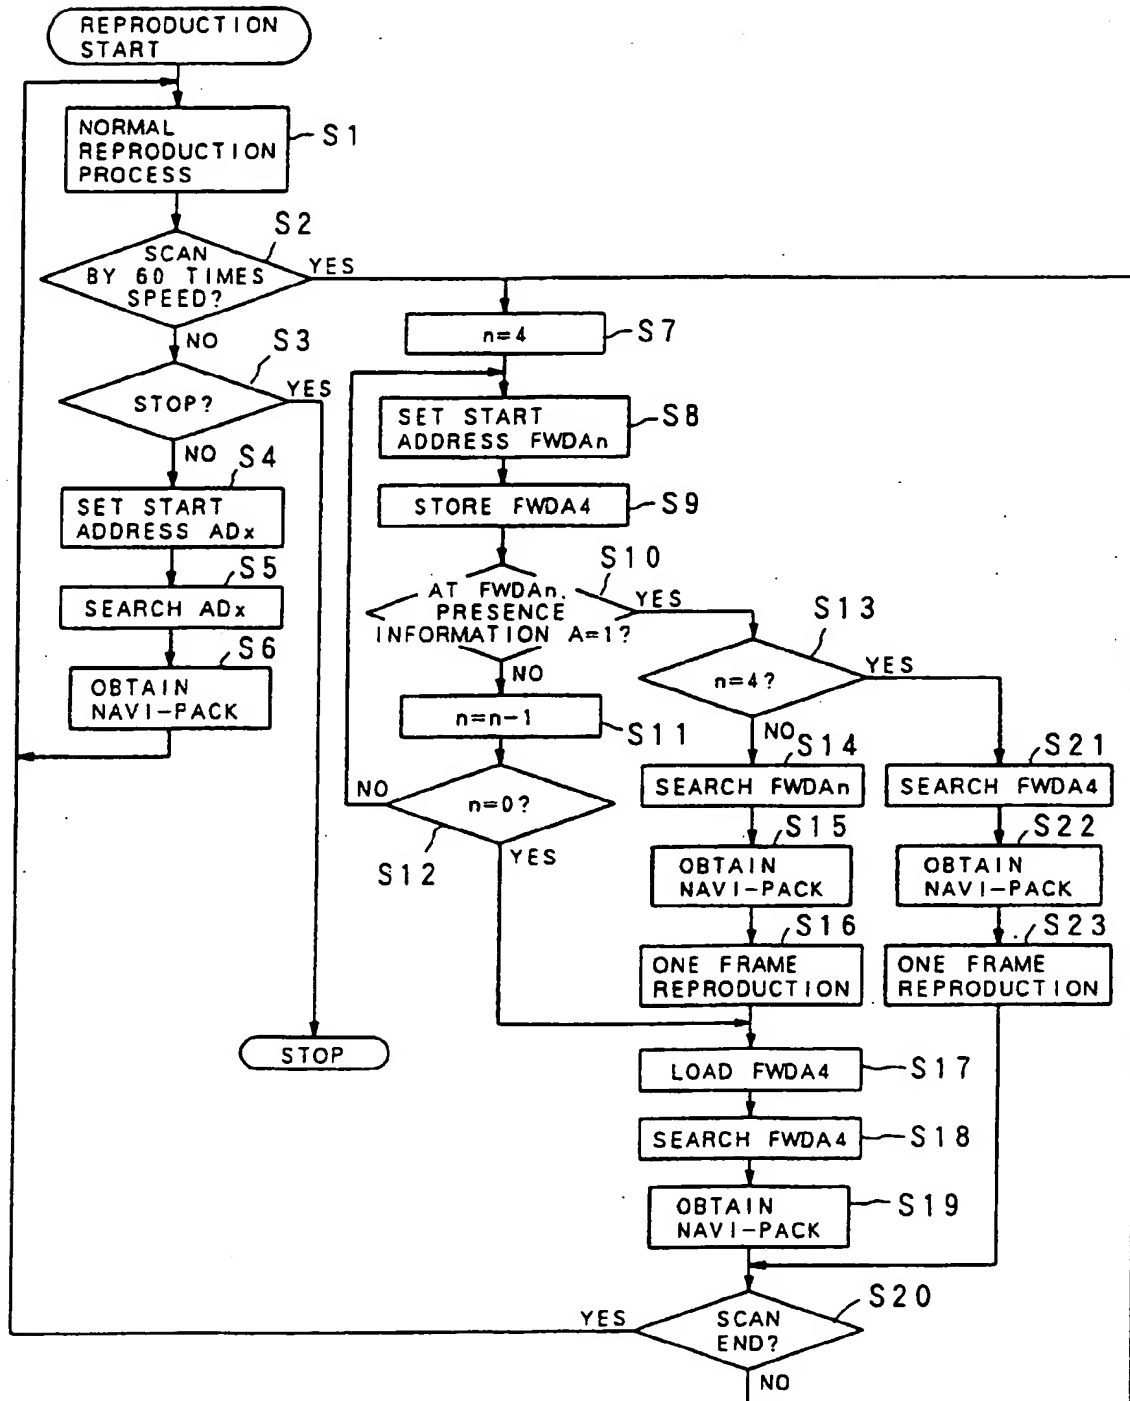 REPRODUCTION
START
NORMAL
REPRODUCTION
PROCESS
S1
SCAN
BY 60 TIMES
SPEED?
S2
YES
NO
S3
STOP?
YES
NO
S4
SET START
ADDRESS ADx
S5
SEARCH ADx
S6
OBTAIN
NAVI-PACK
STOP
n=4
S7
SET START
ADDRESS FWDAn
S8
STORE FWDA4
S9
AT FWDAn.
PRESENCE
INFORMATION A=1?
S10
YES
NO
n=n-1
S11
n=0?
NO
S12
YES
S13
n=4?
YES
NO
S14
SEARCH FWDAn
S15
OBTAIN
NAVI-PACK
S16
ONE FRAME
REPRODUCTION
S21
SEARCH FWDA4
S22
OBTAIN
NAVI-PACK
S23
ONE FRAME
REPRODUCTION
LOAD FWDA4
S17
SEARCH FWDA4
S18
OBTAIN
NAVI-PACK
S19
S20
SCAN
END?
YES
NO